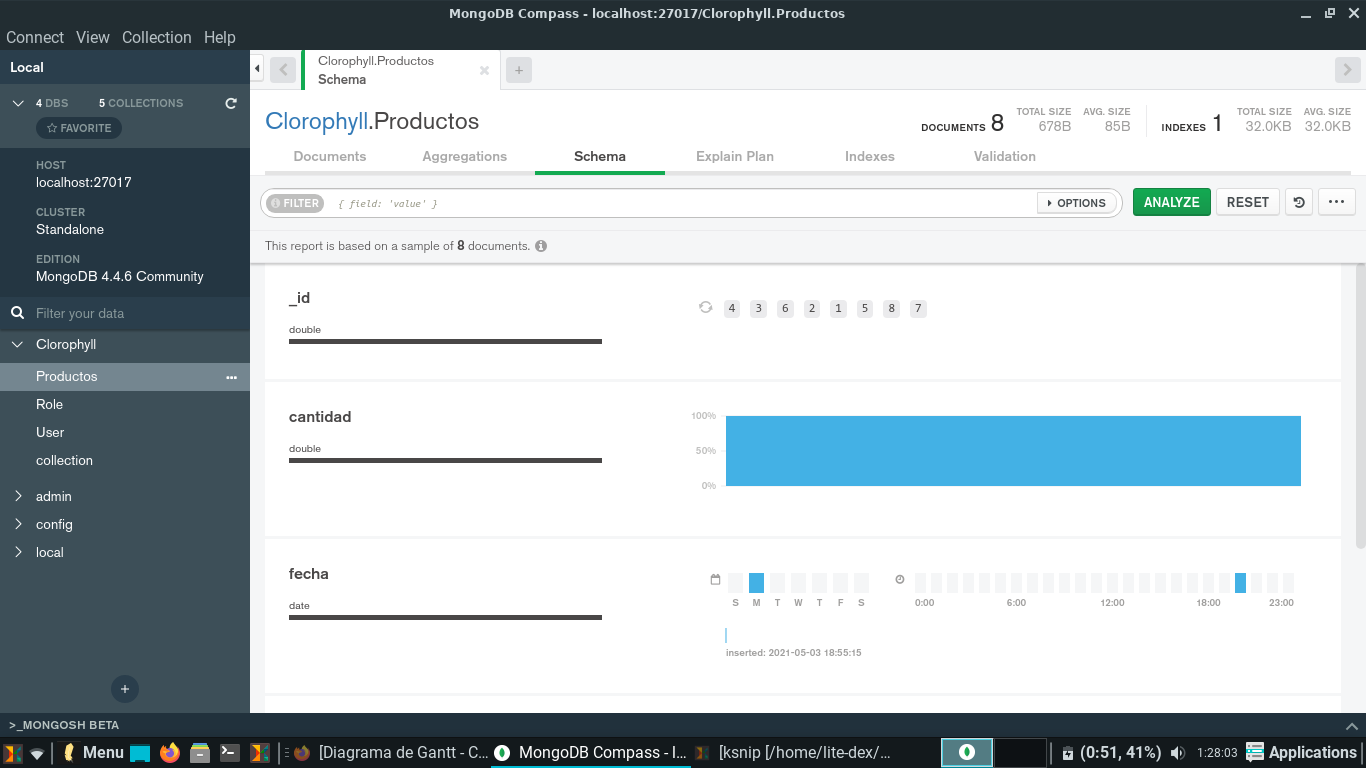 MongoDB Compass - localhost:27017/Clorophyll.Productos
Connect View Collection Help
Local
4 DBS 5 COLLECTIONS
FAVORITE
HOST
localhost:27017
CLUSTER
Standalone
EDITION
MongoDB 4.4.6 Community
Filter your data
Clorophyll
Productos
Role
User
collection
admin
config
local
Clorophyll.Productos
Schema
Clorophyll.Productos
DOCUMENTS 8 TOTAL SIZE 678B AVG. SIZE 85B INDEXES 1 TOTAL SIZE 32.0KB AVG. SIZE 32.0KB
Documents Aggregations Schema Explain Plan Indexes Validation
FILTER { field: 'value' } OPTIONS ANALYZE RESET
This report is based on a sample of 8 documents.
_id
double
4 3 6 2 1 5 8 7
cantidad
double
100%
50%
0%
fecha
date
S M T W T F S
0:00 6:00 12:00 18:00 23:00
inserted: 2021-05-03 18:55:15
>_MONGOSH BETA
Menu [Diagrama de Gantt - C... MongoDB Compass - l... [ksnip [/home/lite-dex/... (0:51, 41%) 1:28:03 Applications